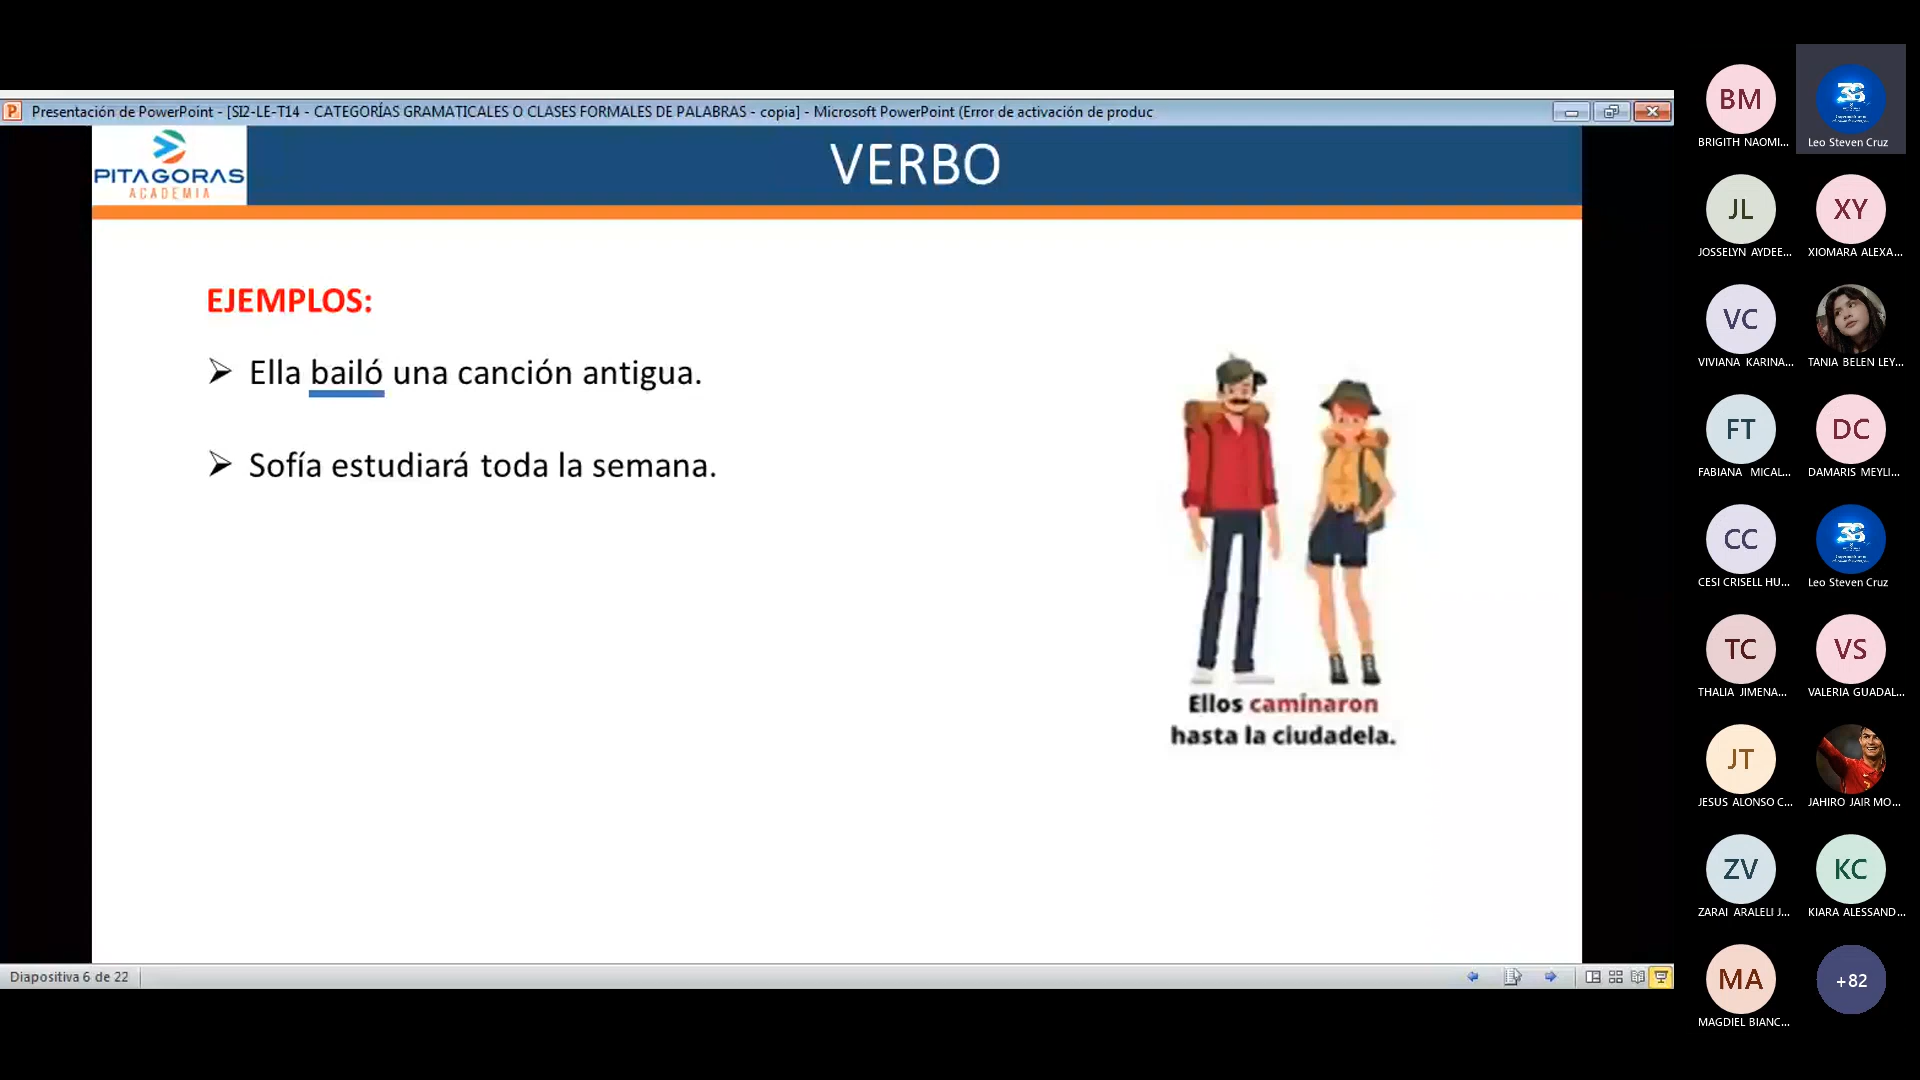 Presentación de PowerPoint - [SI2-LE-T14 - CATEGORÍAS GRAMATICALES O CLASES FORMALES DE PALABRAS - copia] - Microsoft PowerPoint (Error de activación de produc
PITAGORAS
ACADEMIA
VERBO
EJEMPLOS:
Ella bailó una canción antigua.
Sofía estudiará toda la semana.
Ellos caminaron
hasta la ciudadela.
Diapositiva 6 de 22
BM
BRIGITH NAOMI...
38
Leo Steven Cruz
JL
JOSSELYN AYDEE...
XY
XIOMARA ALEXA...
VC
VIVIANA KARINA...
TANIA BELEN LEY...
FT
FABIANA MICAL...
DC
DAMARIS MEYLI...
CC
CESI CRISELL HU...
38
Leo Steven Cruz
TC
THALIA JIMENA...
VS
VALERIA GUADAL...
JT
JESUS ALONSO C...
JAHIRO JAIR MO...
ZV
ZARAI ARALELI J...
KC
KIARA ALESSAND...
MA
MAGDIEL BIANC...
+82